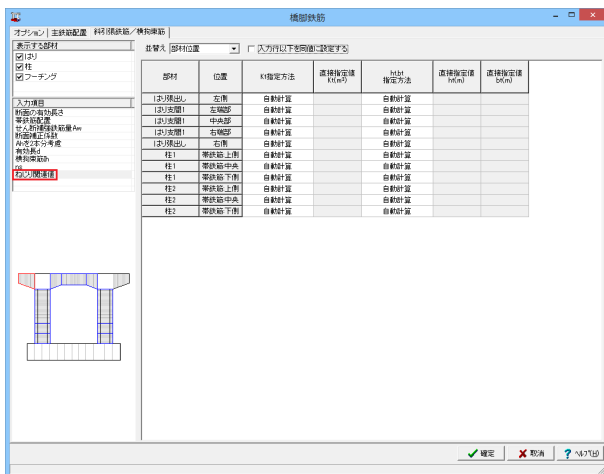 橋脚鉄筋
オプション 主鉄筋配置 斜引張鉄筋／横拘束筋
表示する部材
はり
柱
フーチング
入力項目
断面の有効長さ
帯鉄筋配置
せん断補強鉄筋量Aw
断面補正係数
Ahを2本分考慮
有効長d
横拘束筋Ih
ns
ねじり関連値
並替え 部材位置 入力行以下を同値に設定する
部材 位置 Kt指定方法 直接指定値 Kt(m³) ht,bt 指定方法 直接指定値 ht(m) 直接指定値 bt(m)
はり張出し 左側 自動計算 自動計算
はり支間1 左端部 自動計算 自動計算
はり支間1 中央部 自動計算 自動計算
はり支間1 右端部 自動計算 自動計算
はり張出し 右側 自動計算 自動計算
柱1 帯鉄筋上側 自動計算 自動計算
柱1 帯鉄筋中央 自動計算 自動計算
柱1 帯鉄筋下側 自動計算 自動計算
柱2 帯鉄筋上側 自動計算 自動計算
柱2 帯鉄筋中央 自動計算 自動計算
柱2 帯鉄筋下側 自動計算 自動計算
確定 取消 ? ヘルプ(H)